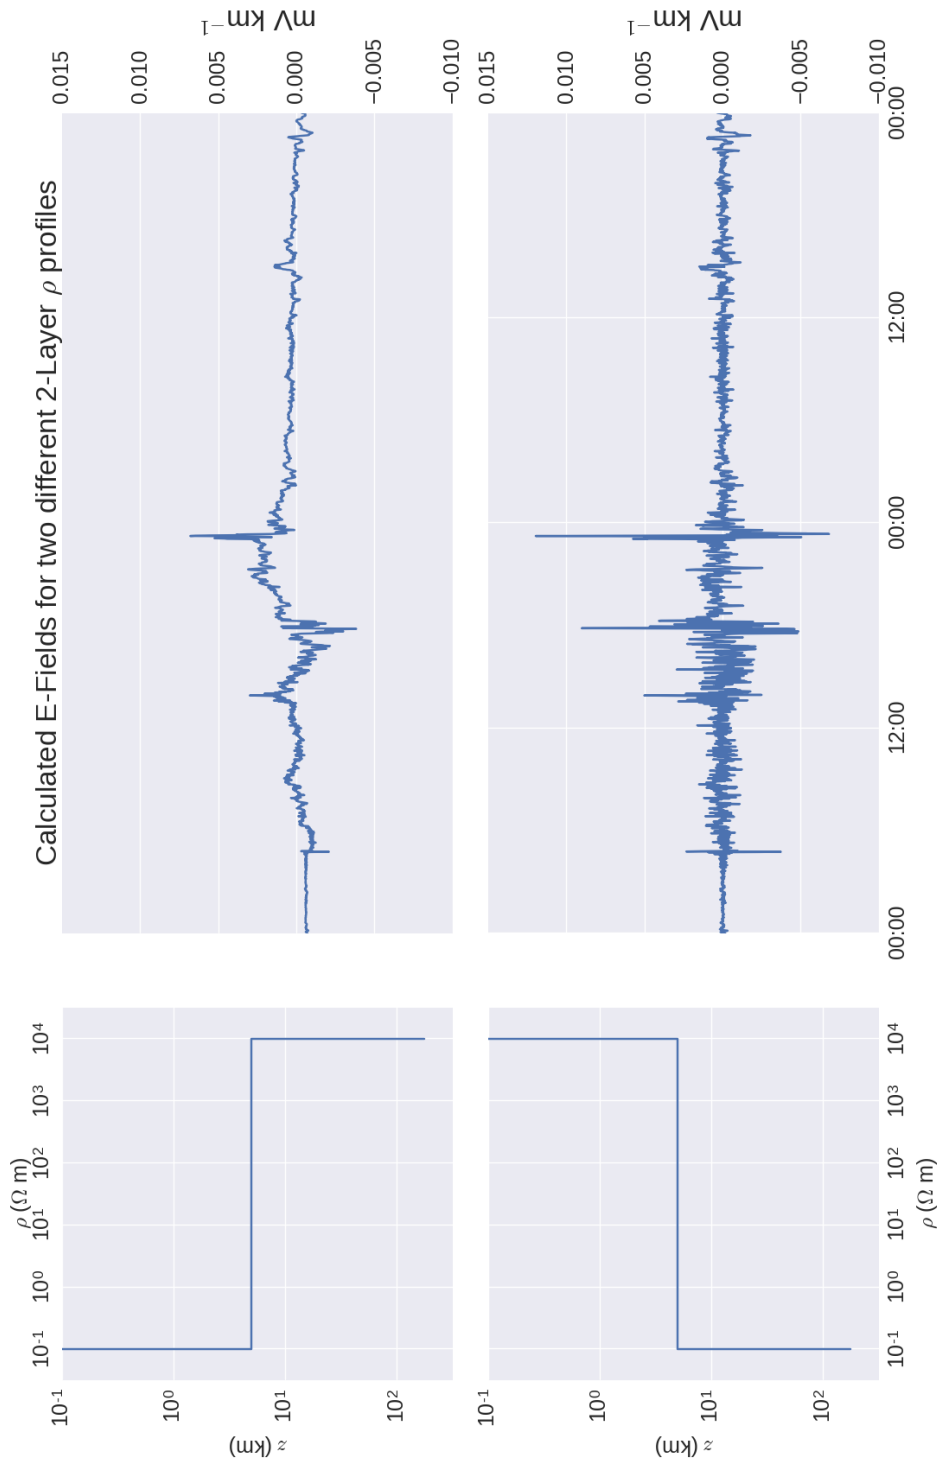 Calculated E-Fields for two different 2-Layer ρ profiles
ρ (Ω m)
10⁻¹ 10⁰ 10¹ 10² 10³ 10⁴
10⁻¹
10⁰
10¹
10²
z (km)
0.015
0.010
0.005
0.000
−0.005
−0.010
mV km⁻¹
10⁻¹
10⁰
10¹
10²
z (km)
10⁻¹ 10⁰ 10¹ 10² 10³ 10⁴
ρ (Ω m)
0.015
0.010
0.005
0.000
−0.005
−0.010
mV km⁻¹
00:00 12:00 00:00 12:00 00:00